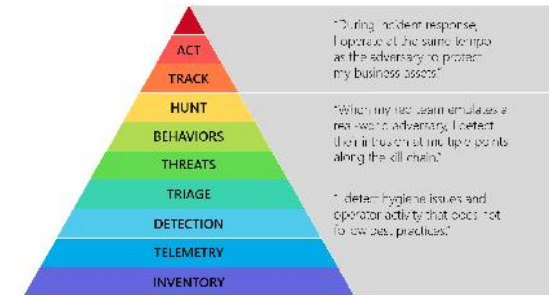 ACT
TRACK
HUNT
BEHAVIORS
THREATS
TRIAGE
DETECTION
TELEMETRY
INVENTORY
"During incident response,
I operate at the same tempo
as the adversary to protect
my business assets."
"When my red team emulates a
real-world adversary, I detect
their intrusion at multiple points
along the kill chain."
"I detect hygiene issues and
operator activity that does not
follow best practices."